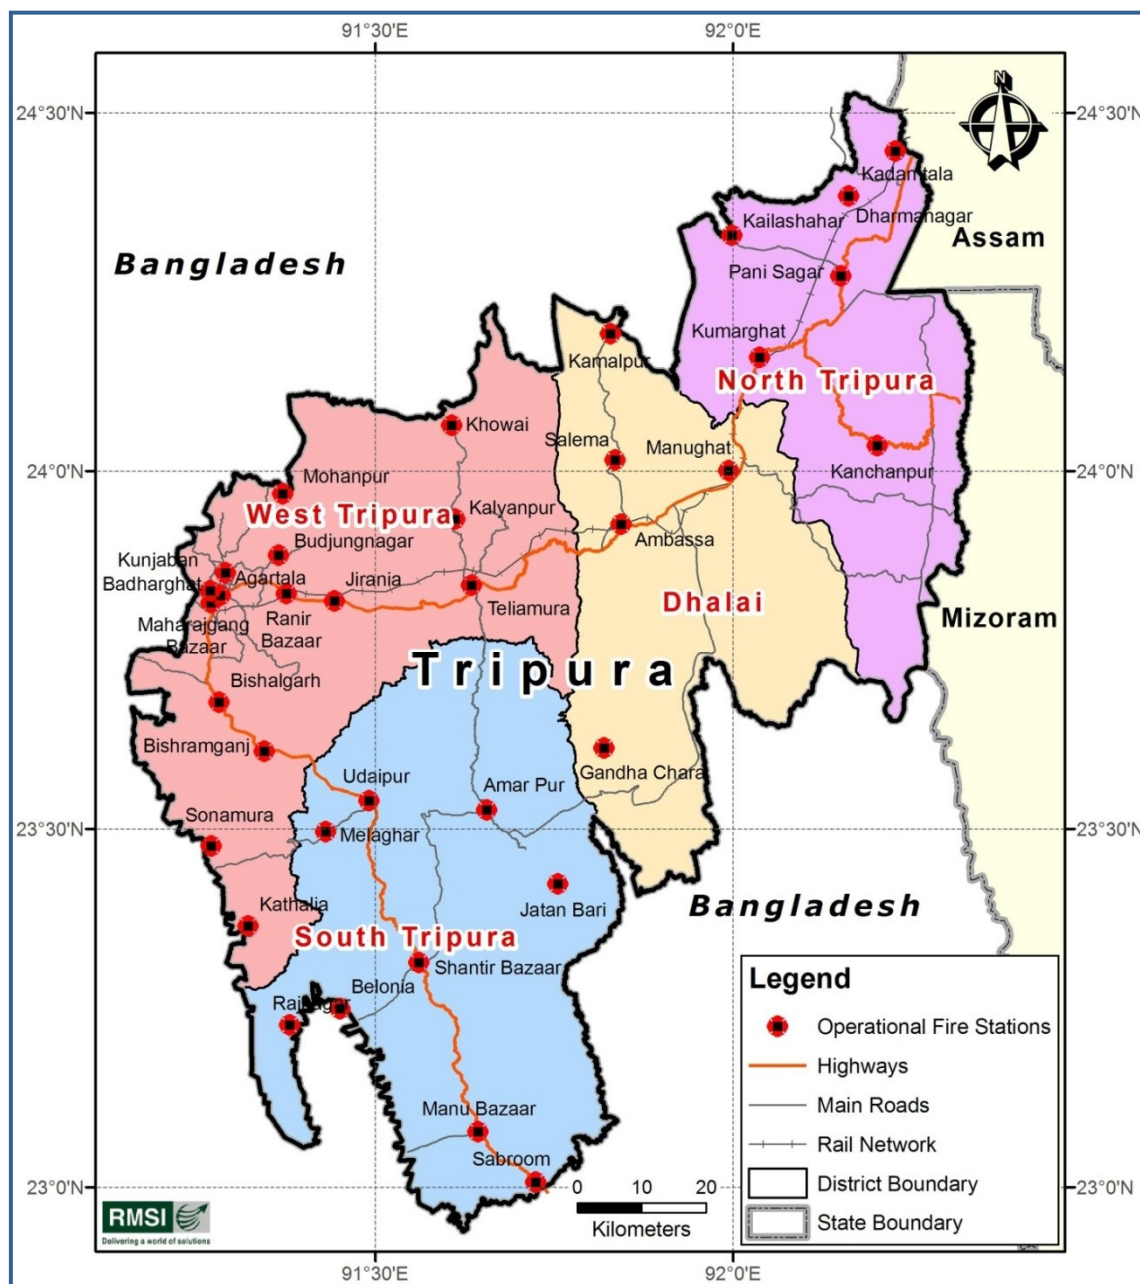 91°30'E
92°0'E
24°30'N
24°30'N
N
Kadamtala
Dharmanagar
Kailashahar
Assam
Bangladesh
Pani Sagar
Kumarghat
Kamalpur
North Tripura
Khowai
Salema
Manughat
24°0'N
24°0'N
Kanchanpur
Mohanpur
West Tripura
Kalyanpur
Budjungnagar
Ambassa
Kunjaban
Badharghat
Agartala
Jirania
Dhalai
Teliamura
Maharajgang
Bazaar
Ranir
Bazaar
Mizoram
Tripura
Bishalgarh
Bishramganj
Gandha Chara
Udaipur
Amar Pur
Sonamura
Melaghar
23°30'N
23°30'N
Jatan Bari
Kathalia
Bangladesh
South Tripura
Shantir Bazaar
Belonia
Rajnagar
Manu Bazaar
Sabroom
Legend
Operational Fire Stations
Highways
Main Roads
Rail Network
District Boundary
State Boundary
0 10 20
Kilometers
23°0'N
23°0'N
RMSI
Delivering a world of solutions
91°30'E
92°0'E